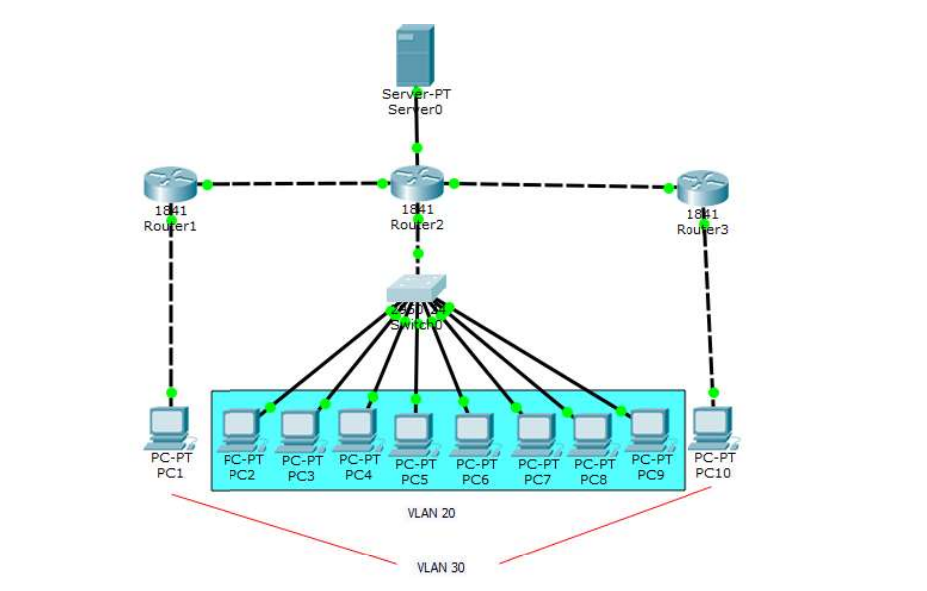 Server-PT
Server0
1841
Router1
1841
Router2
1841
Router3
Switch0
PC-PT
PC1
PC-PT
PC2
PC-PT
PC3
PC-PT
PC4
PC-PT
PC5
PC-PT
PC6
PC-PT
PC7
PC-PT
PC8
PC-PT
PC9
PC-PT
PC10
VLAN 20
VLAN 30